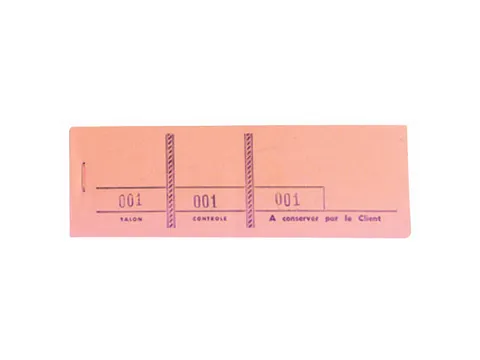 001 001 001
TALON CONTROLE A conserver par le Client